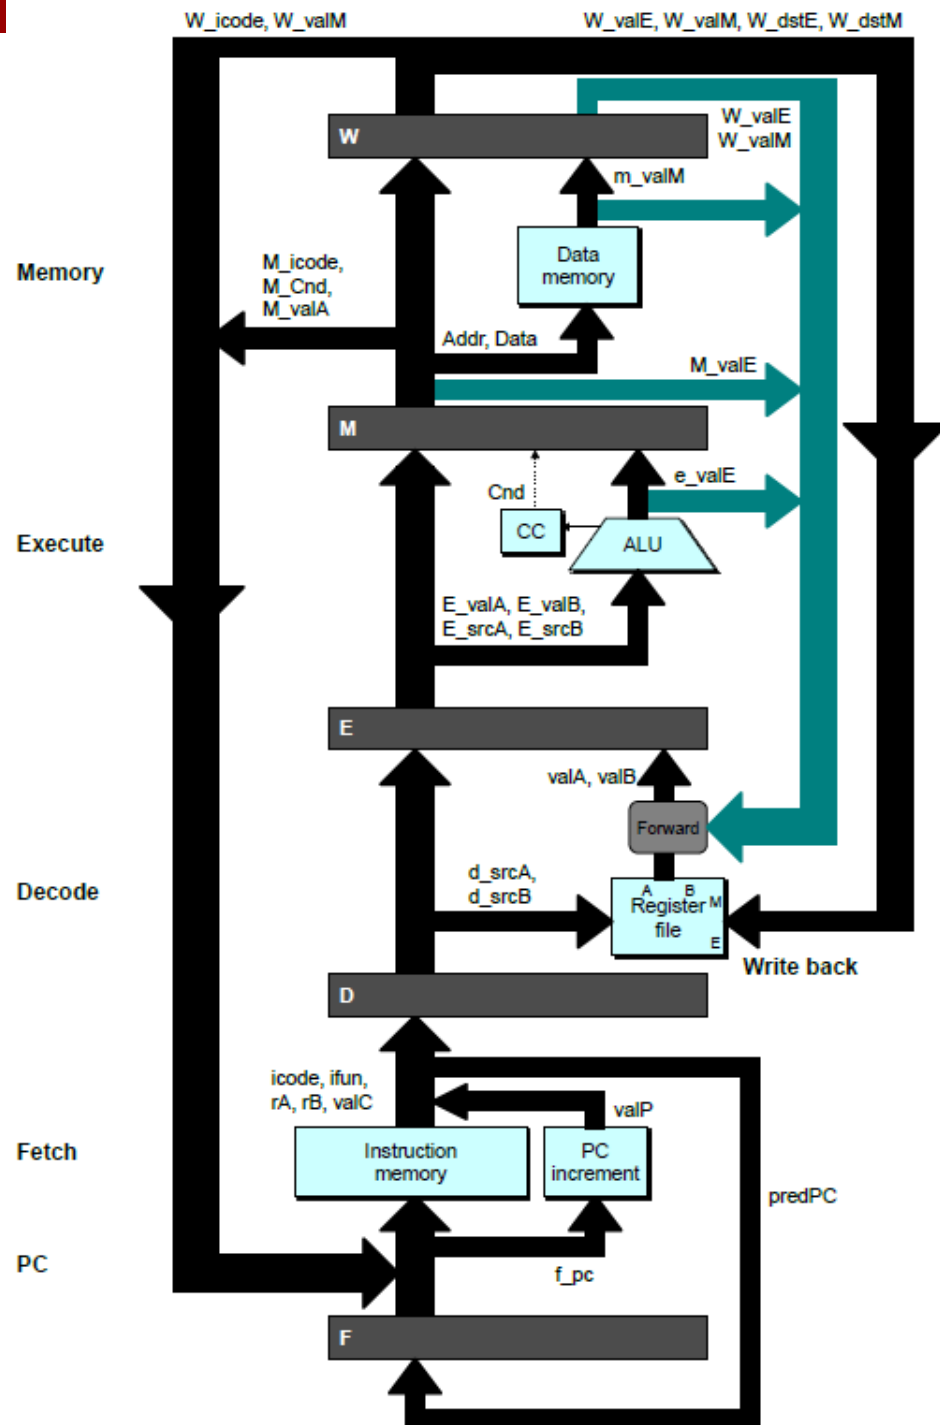 W_icode, W_valM
W_valE, W_valM, W_dstE, W_dstM
W_valE
W_valM
W
m_valM
Data
memory
Memory
M_icode,
M_Cnd,
M_valA
Addr, Data
M_valE
M
e_valE
Cnd
CC
ALU
Execute
E_valA, E_valB,
E_srcA, E_srcB
E
valA, valB
Forward
d_srcA,
d_srcB
Decode
A B
Register M
file
E
Write back
D
icode, ifun,
rA, rB, valC
valP
Fetch
Instruction
memory
PC
increment
predPC
PC
f_pc
F